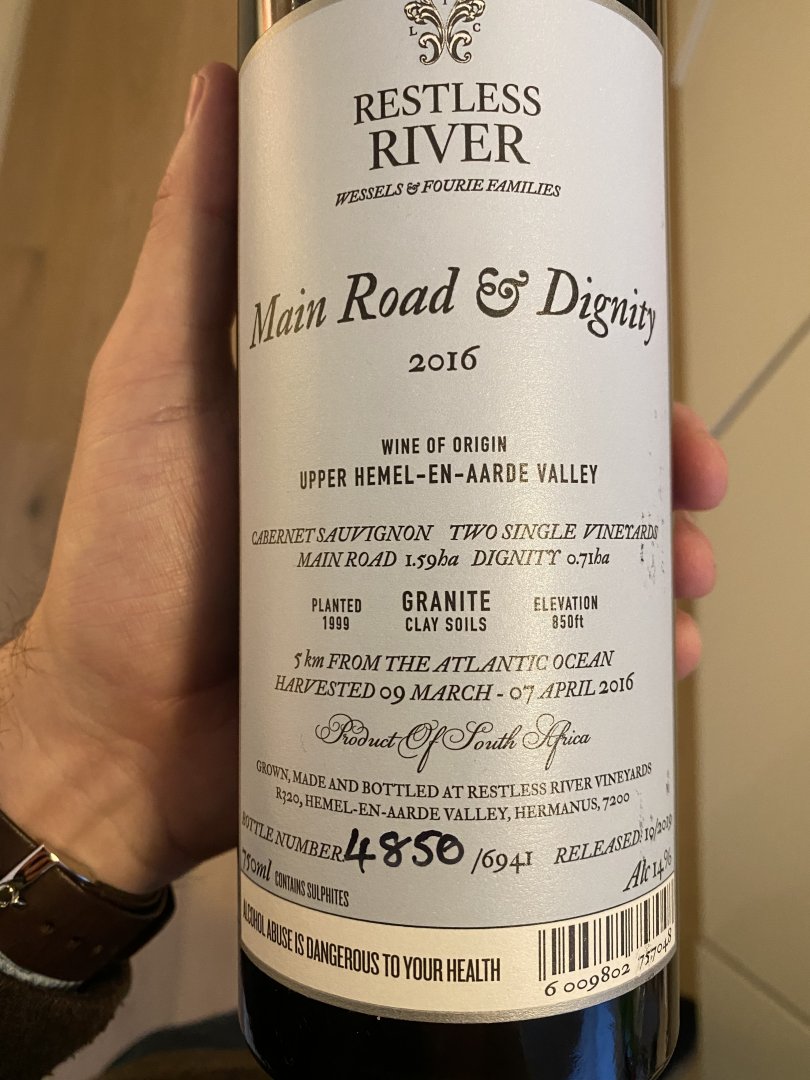 L I C
RESTLESS
RIVER
WESSELS & FOURIE FAMILIES
Main Road & Dignity
2016
WINE OF ORIGIN
UPPER HEMEL-EN-AARDE VALLEY
CABERNET SAUVIGNON TWO SINGLE VINEYARDS
MAIN ROAD 1.59ha DIGNITY 0.71ha
PLANTED GRANITE ELEVATION
1999 CLAY SOILS 850ft
5 km FROM THE ATLANTIC OCEAN
HARVESTED 09 MARCH - 07 APRIL 2016
Product Of South Africa
GROWN, MADE AND BOTTLED AT RESTLESS RIVER VINEYARDS
R320, HEMEL-EN-AARDE VALLEY, HERMANUS, 7200
BOTTLE NUMBER 4850 /6941 RELEASED: 19/2019
750ml CONTAINS SULPHITES Alc 14%
ALCOHOL ABUSE IS DANGEROUS TO YOUR HEALTH
6 009802 757048